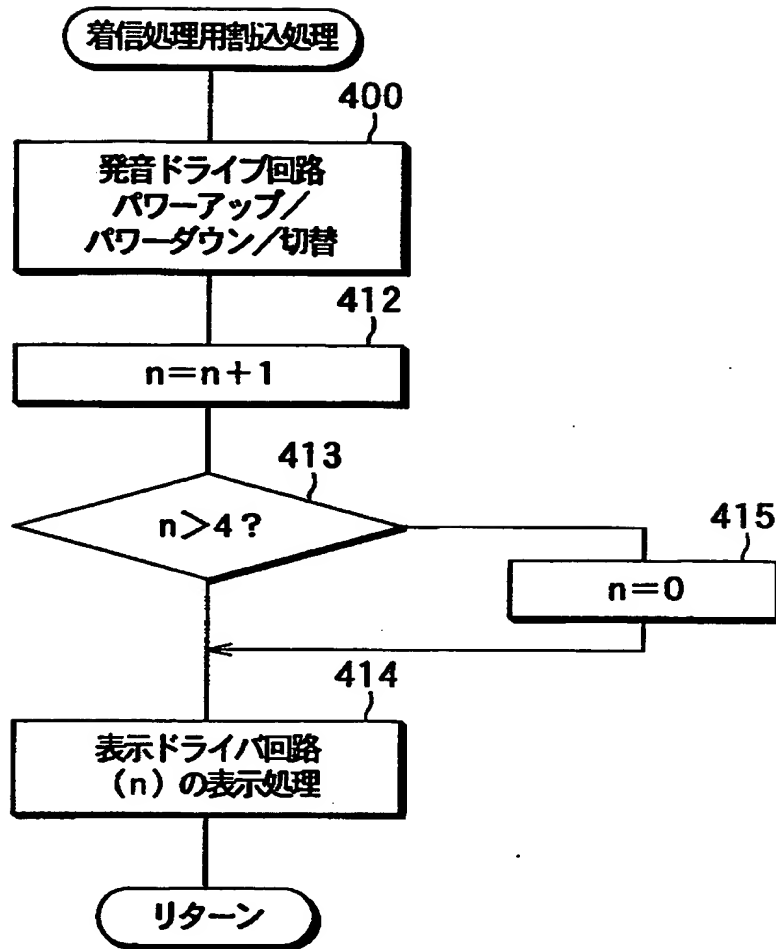 着信処理用割込処理
400
発音ドライブ回路
パワーアップ/
パワーダウン/切替
412
n=n+1
413
n>4?
415
n=0
414
表示ドライバ回路
(n)の表示処理
リターン